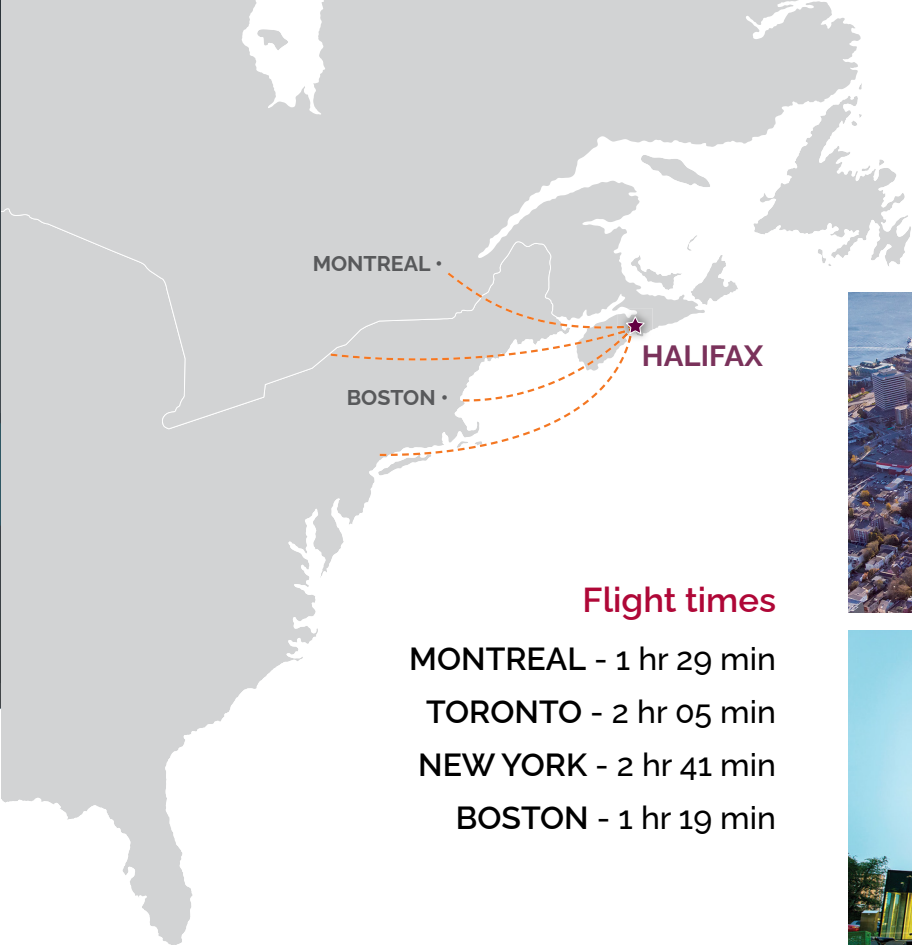 MONTREAL •
HALIFAX
BOSTON •
Flight times
MONTREAL - 1 hr 29 min
TORONTO - 2 hr 05 min
NEW YORK - 2 hr 41 min
BOSTON - 1 hr 19 min